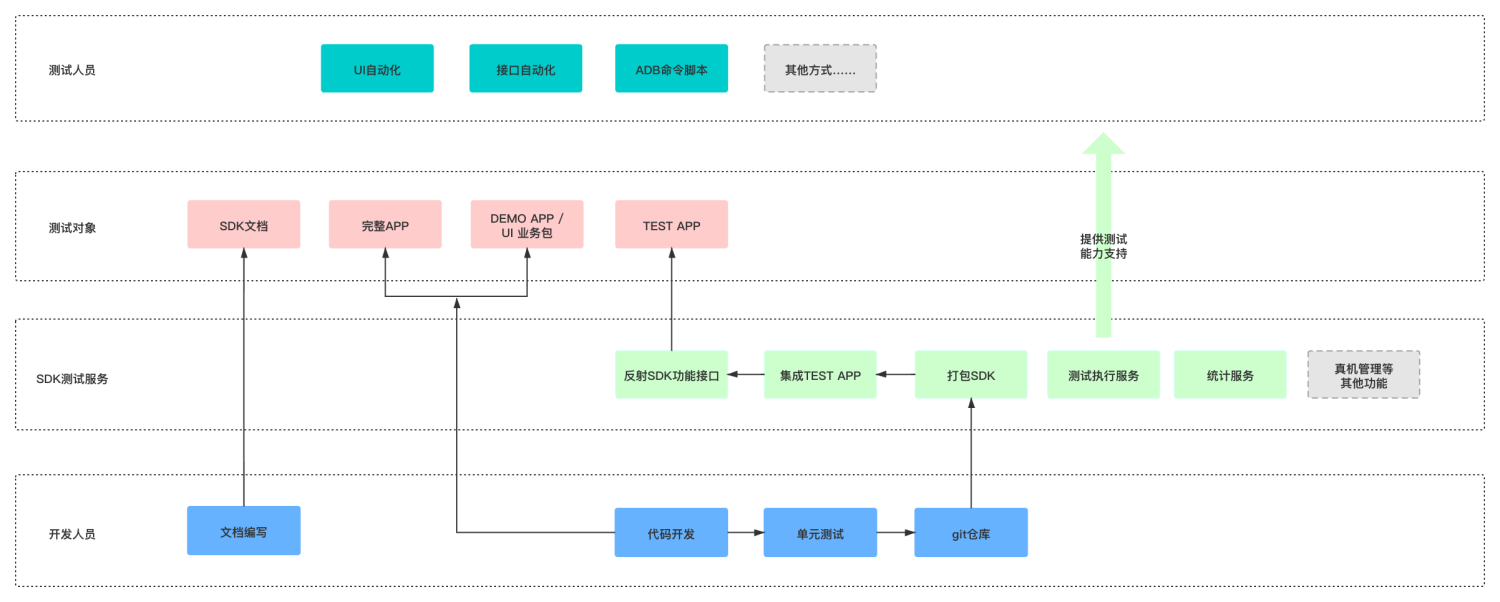 测试人员
UI自动化
接口自动化
ADB命令脚本
其他方式......
测试对象
SDK文档
完整APP
DEMO APP /
UI 业务包
TEST APP
提供测试
能力支持
SDK测试服务
反射SDK功能接口
集成TEST APP
打包SDK
测试执行服务
统计服务
真机管理等
其他功能
开发人员
文档编写
代码开发
单元测试
git仓库